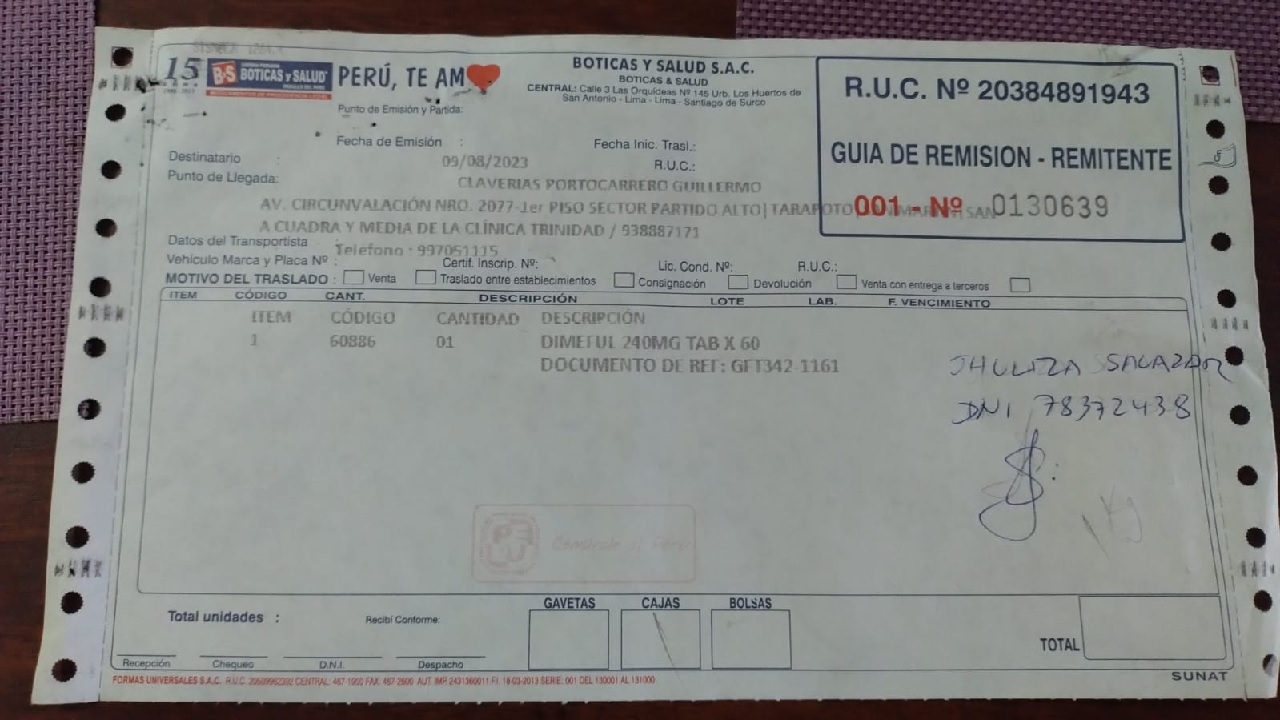 15
B·S BOTICAS y SALUD
PERÚ, TE AM
BOTICAS Y SALUD S.A.C.
BOTICAS & SALUD
CENTRAL: Calle 3 Las Orquídeas Nº 145 Urb. Los Huertos de
San Antonio - Lima - Lima - Santiago de Surco
R.U.C. Nº 20384891943
GUIA DE REMISION - REMITENTE
001 - Nº 0130639
Punto de Emisión y Partida:
Fecha de Emisión :
Fecha Inic. Trasl.:
09/08/2023
R.U.C.:
Destinatario :
CLAVERIAS PORTOCARRERO GUILLERMO
Punto de Llegada:
AV. CIRCUNVALACIÓN NRO. 2077-1er PISO SECTOR PARTIDO ALTO| TARAPOTO SAN
A CUADRA Y MEDIA DE LA CLÍNICA TRINIDAD / 938887171
Datos del Transportista
Teléfono : 997051115
Vehículo Marca y Placa Nº :
Certif. Inscrip. Nº:
Lic. Cond. Nº:
R.U.C.:
MOTIVO DEL TRASLADO : Venta Traslado entre establecimientos Consignación Devolución Venta con entrega a terceros
ITEM CÓDIGO CANT. DESCRIPCIÓN LOTE LAB. F. VENCIMIENTO
ITEM CÓDIGO CANTIDAD DESCRIPCIÓN
1 60886 01 DIMEFUL 240MG TAB X 60
DOCUMENTO DE REF: GFT342-1161
JHULIZA SALAZAR
DNI 78372438
Total unidades :
Recibí Conforme:
GAVETAS CAJAS BOLSAS
TOTAL
Recepción Chequeo D.N.I. Despacho
SUNAT